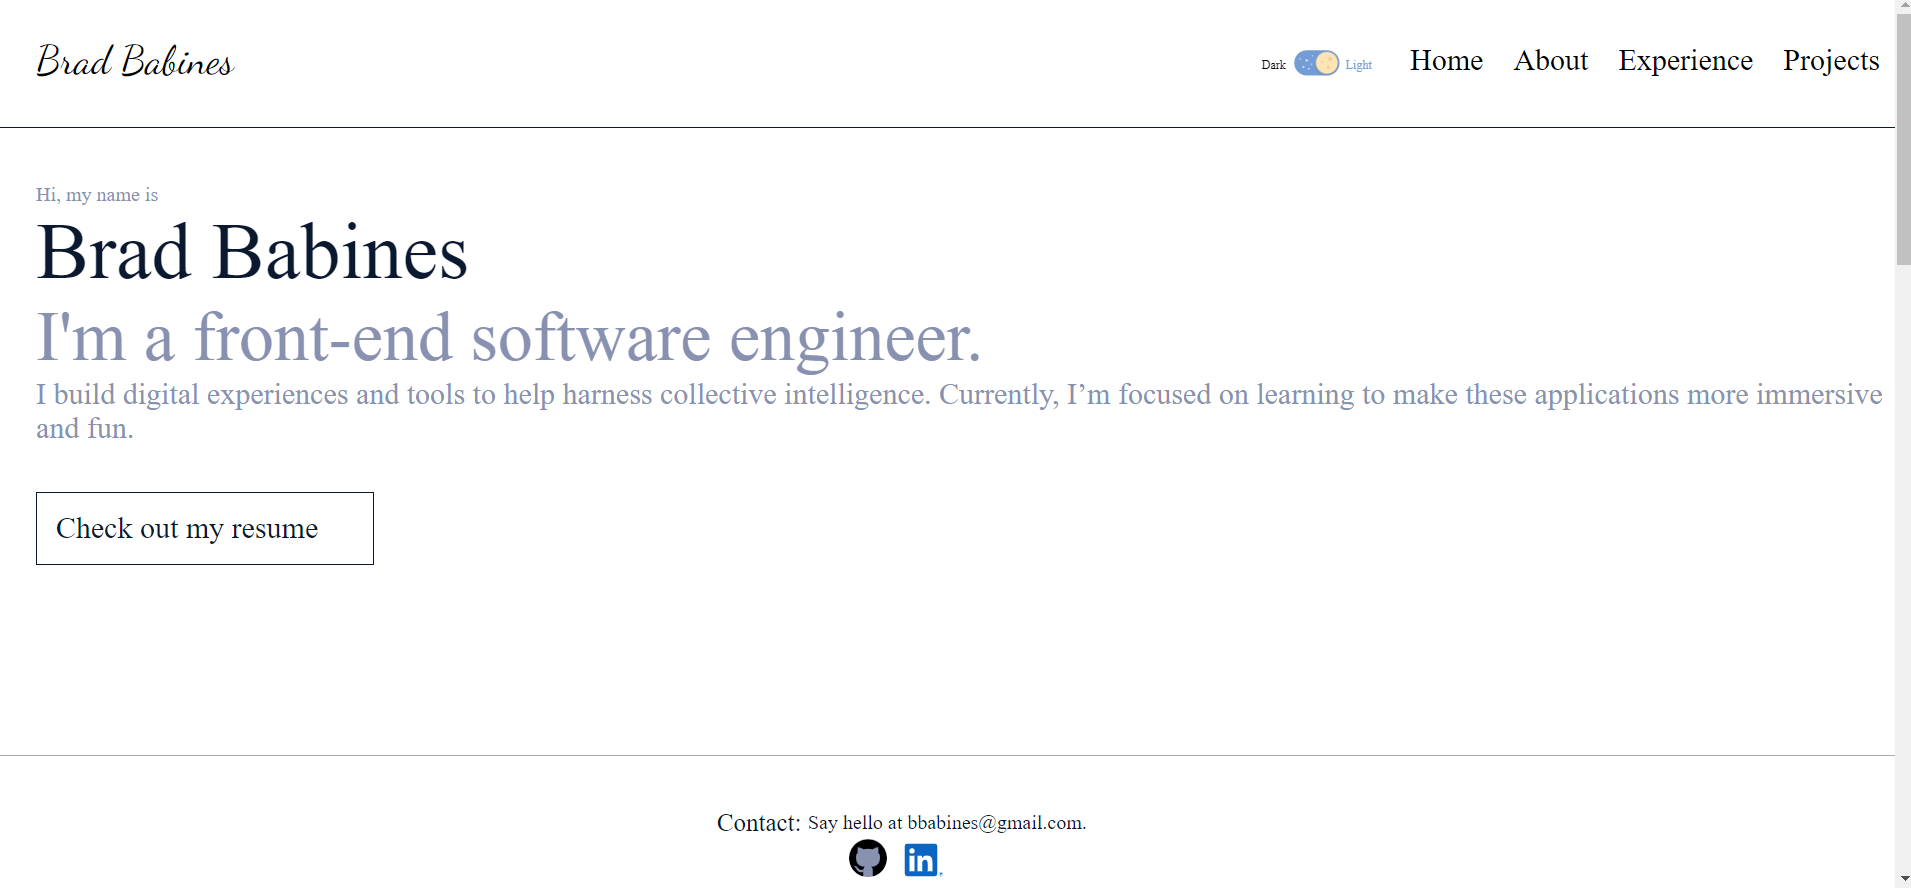 Brad Babines
Dark Light Home About Experience Projects
Hi, my name is
Brad Babines
I'm a front-end software engineer.
I build digital experiences and tools to help harness collective intelligence. Currently, I’m focused on learning to make these applications more immersive
and fun.
Check out my resume
Contact: Say hello at bbabines@gmail.com.
in